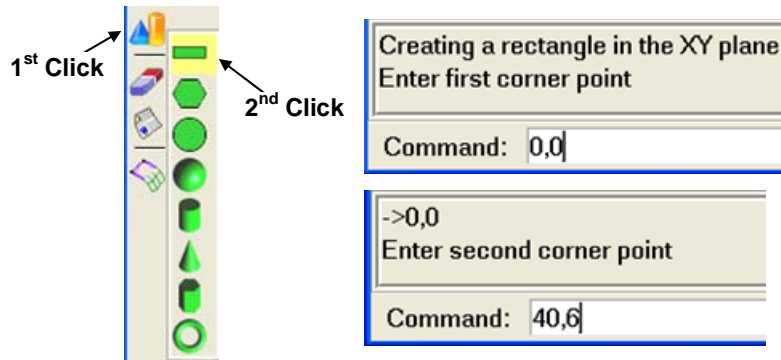 1st Click
2nd Click
Creating a rectangle in the XY plane
Enter first corner point
Command: 0,0
->0,0
Enter second corner point
Command: 40,6